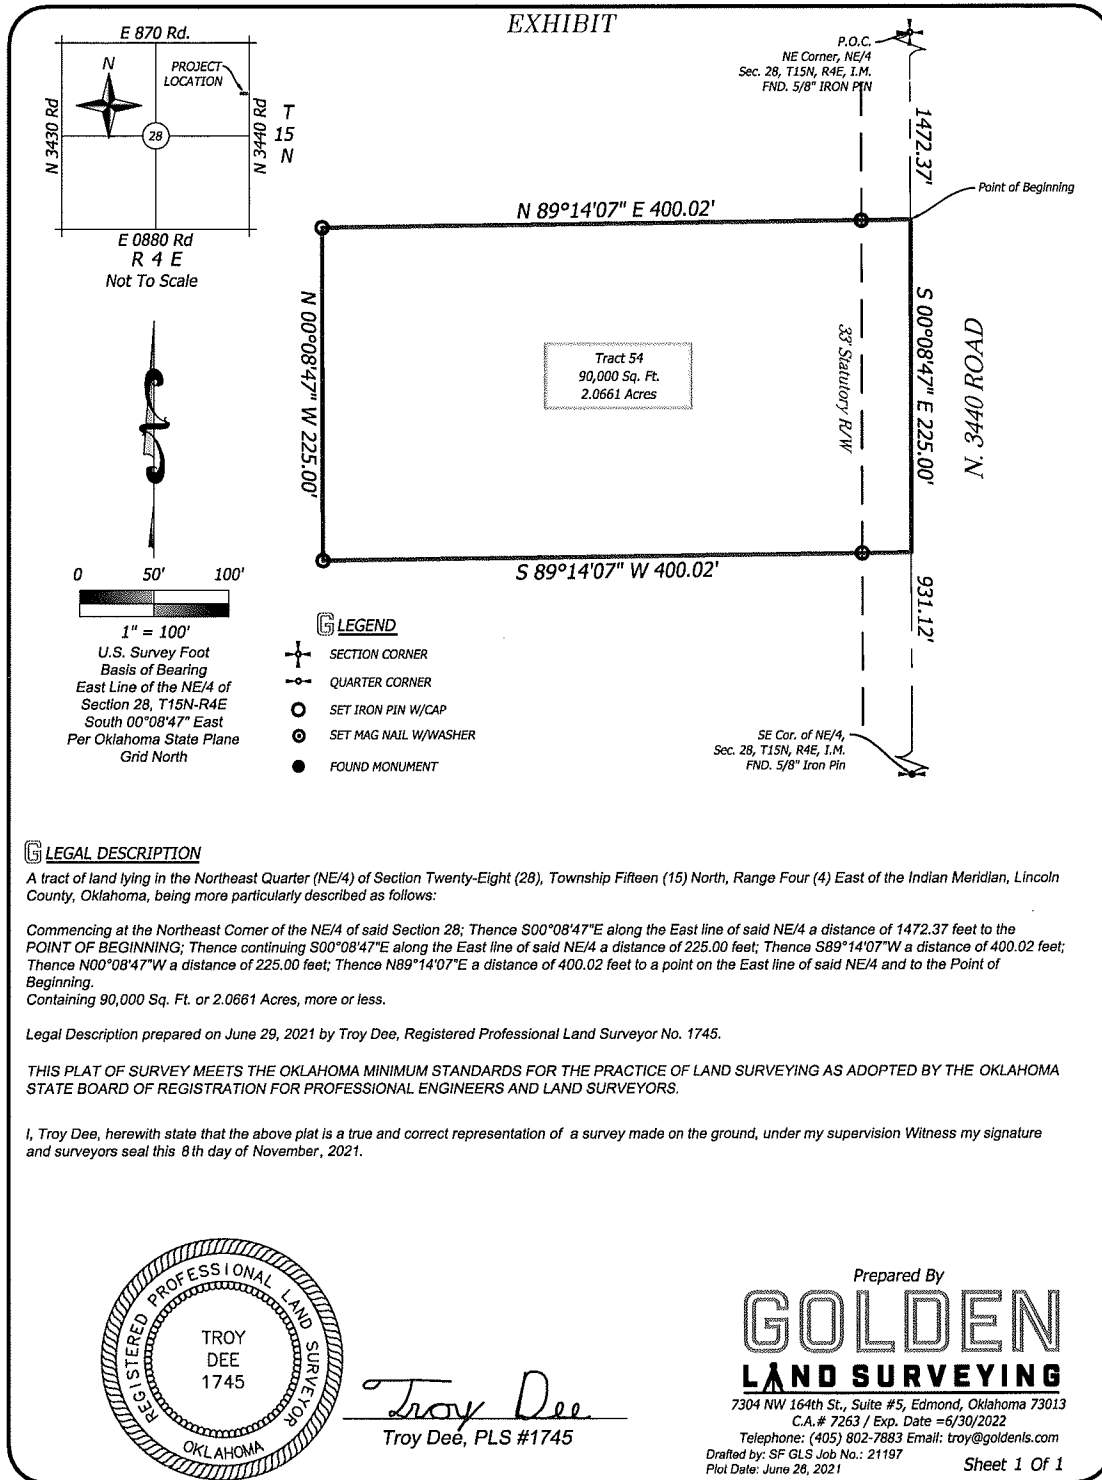 EXHIBIT
E 870 Rd.
N
PROJECT
LOCATION
N 3430 Rd
28
N 3440 Rd
T
15
N
E 0880 Rd
R 4 E
Not To Scale
P.O.C.
NE Corner, NE/4
Sec. 28, T15N, R4E, I.M.
FND. 5/8" IRON PIN
1472.37'
Point of Beginning
N 89°14'07" E 400.02'
N 00°08'47" W 225.00'
Tract 54
90,000 Sq. Ft.
2.0661 Acres
33' Statutory R/W
S 00°08'47" E 225.00'
N. 3440 ROAD
S 89°14'07" W 400.02'
931.12'
0 50' 100'
1" = 100'
U.S. Survey Foot
Basis of Bearing
East Line of the NE/4 of
Section 28, T15N-R4E
South 00°08'47" East
Per Oklahoma State Plane
Grid North
G LEGEND
SECTION CORNER
QUARTER CORNER
SET IRON PIN W/CAP
SET MAG NAIL W/WASHER
FOUND MONUMENT
SE Cor. of NE/4,
Sec. 28, T15N, R4E, I.M.
FND. 5/8" Iron Pin
G LEGAL DESCRIPTION
A tract of land lying in the Northeast Quarter (NE/4) of Section Twenty-Eight (28), Township Fifteen (15) North, Range Four (4) East of the Indian Meridian, Lincoln
County, Oklahoma, being more particularly described as follows:
Commencing at the Northeast Corner of the NE/4 of said Section 28; Thence S00°08'47"E along the East line of said NE/4 a distance of 1472.37 feet to the
POINT OF BEGINNING; Thence continuing S00°08'47"E along the East line of said NE/4 a distance of 225.00 feet; Thence S89°14'07"W a distance of 400.02 feet;
Thence N00°08'47"W a distance of 225.00 feet; Thence N89°14'07"E a distance of 400.02 feet to a point on the East line of said NE/4 and to the Point of
Beginning.
Containing 90,000 Sq. Ft. or 2.0661 Acres, more or less.
Legal Description prepared on June 29, 2021 by Troy Dee, Registered Professional Land Surveyor No. 1745.
THIS PLAT OF SURVEY MEETS THE OKLAHOMA MINIMUM STANDARDS FOR THE PRACTICE OF LAND SURVEYING AS ADOPTED BY THE OKLAHOMA
STATE BOARD OF REGISTRATION FOR PROFESSIONAL ENGINEERS AND LAND SURVEYORS.
I, Troy Dee, herewith state that the above plat is a true and correct representation of a survey made on the ground, under my supervision Witness my signature
and surveyors seal this 8th day of November, 2021.
REGISTERED PROFESSIONAL LAND SURVEYOR
TROY
DEE
1745
OKLAHOMA
Troy Dee
Troy Dee, PLS #1745
Prepared By
GOLDEN
LAND SURVEYING
7304 NW 164th St., Suite #5, Edmond, Oklahoma 73013
C.A.# 7263 / Exp. Date =6/30/2022
Telephone: (405) 802-7883 Email: troy@goldenls.com
Drafted by: SF GLS Job No.: 21197
Plot Date: June 28, 2021
Sheet 1 Of 1